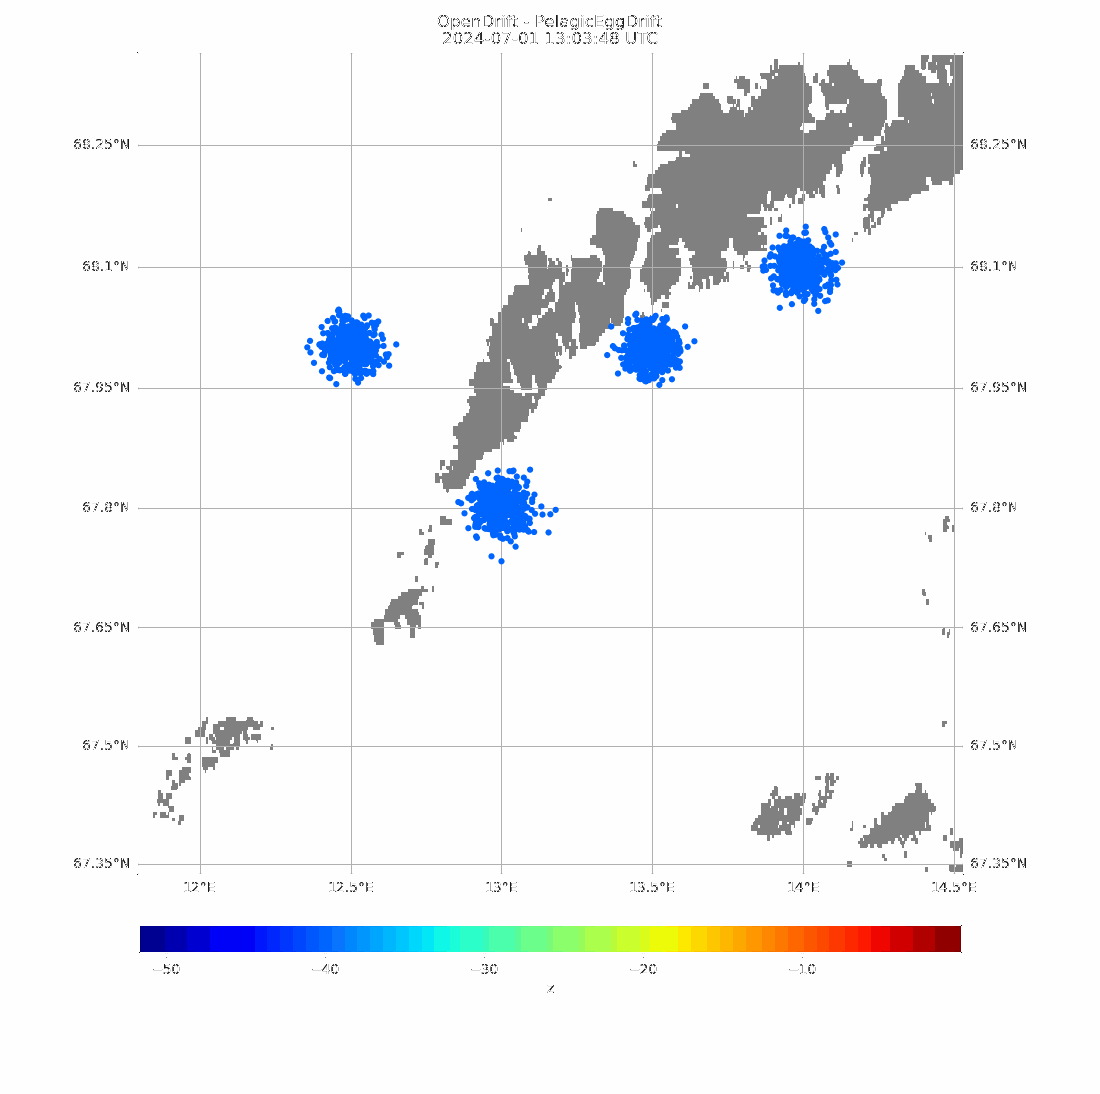 OpenDrift - PelagicEggDrift
2024-07-01 13:03:48 UTC
68.25°N 68.25°N
68.1°N 68.1°N
67.95°N 67.95°N
67.8°N 67.8°N
67.65°N 67.65°N
67.5°N 67.5°N
67.35°N 67.35°N
12°E 12.5°E 13°E 13.5°E 14°E 14.5°E
−50 −40 −30 −20 −10
z